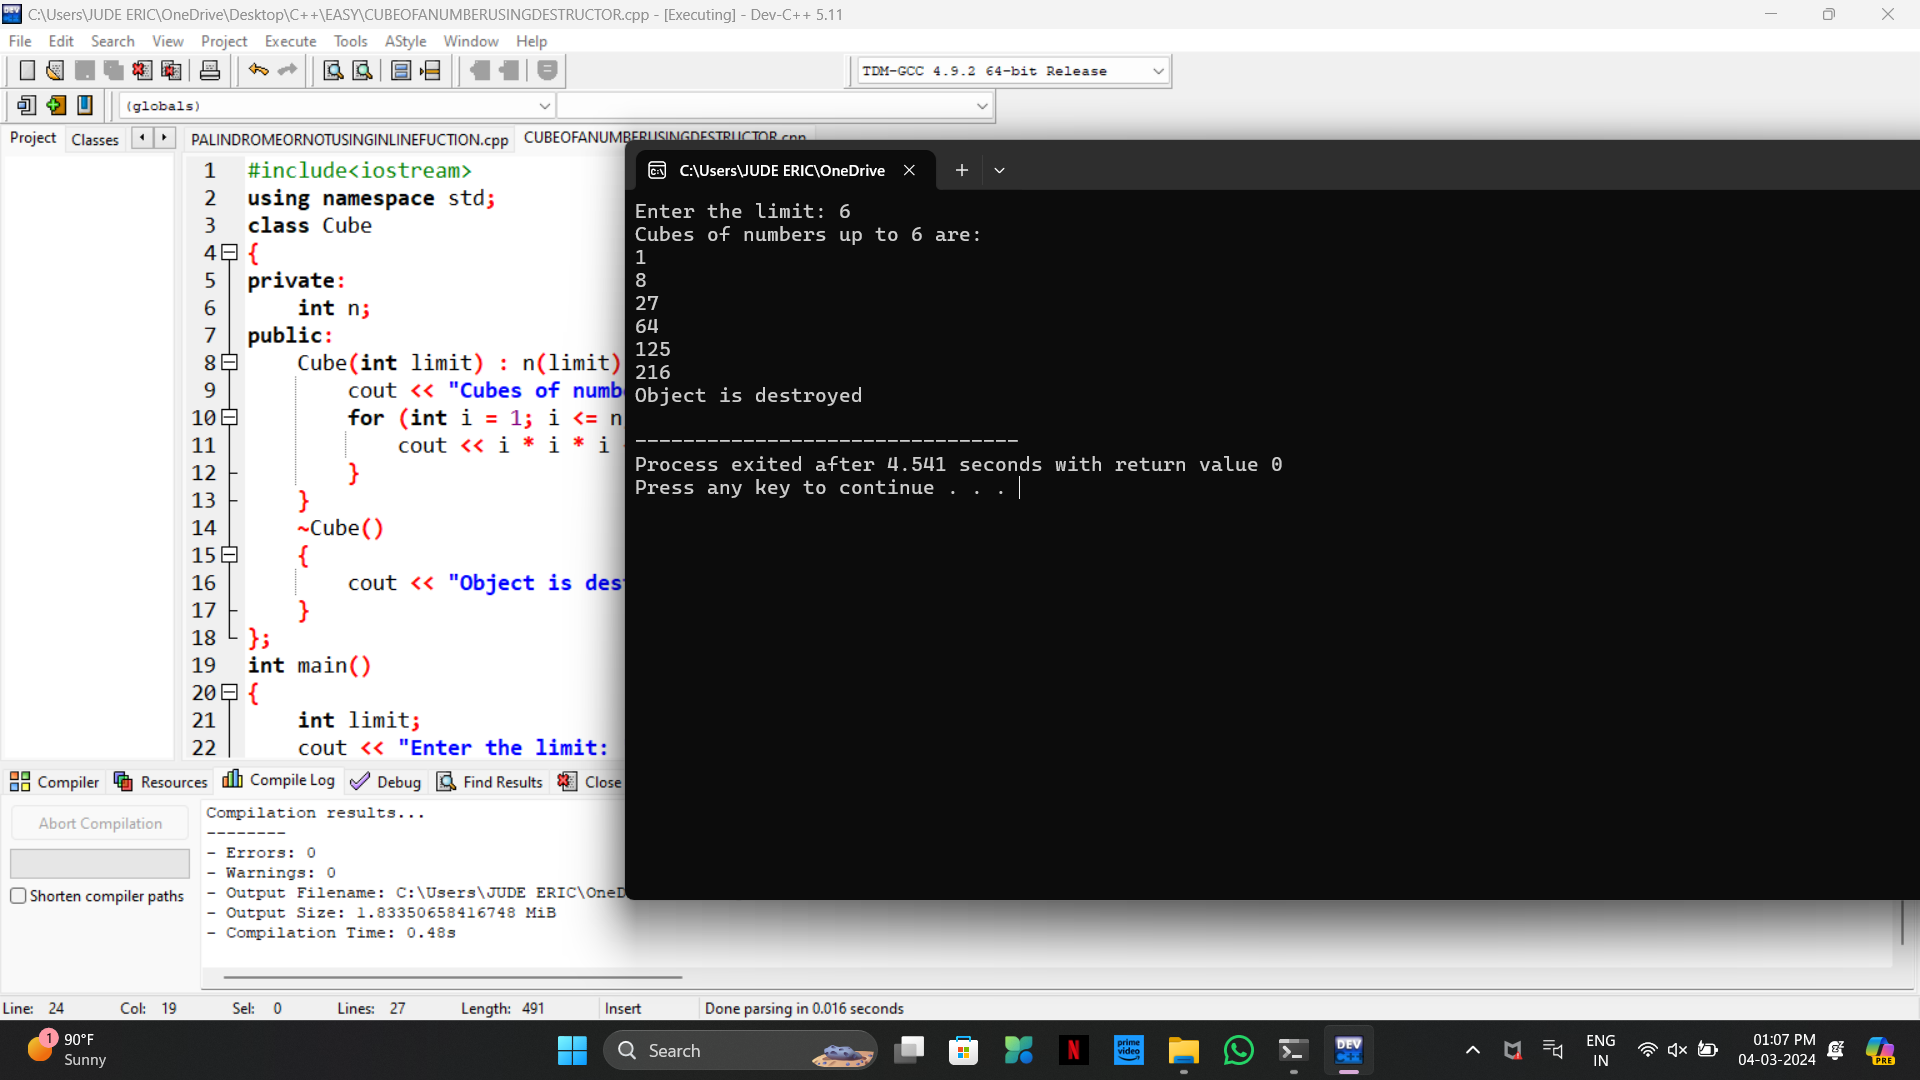 C:\Users\JUDE ERIC\OneDrive\Desktop\C++\EASY\CUBEOFANUMBERUSINGDESTRUCTOR.cpp - [Executing] - Dev-C++ 5.11
File Edit Search View Project Execute Tools AStyle Window Help
TDM-GCC 4.9.2 64-bit Release
(globals)
Project Classes PALINDROMEORNOTUSINGINLINEFUCTION.cpp CUBEOFANUMBERUSINGDESTRUCTOR.cpp
1 #include<iostream>
2 using namespace std;
3 class Cube
4 {
5 private:
6 int n;
7 public:
8 Cube(int limit) : n(limit)
9 cout << "Cubes of numb
10 for (int i = 1; i <= n
11 cout << i * i * i
12 }
13 }
14 ~Cube()
15 {
16 cout << "Object is des
17 }
18 };
19 int main()
20 {
21 int limit;
22 cout << "Enter the limit:
C:\Users\JUDE ERIC\OneDrive
Enter the limit: 6
Cubes of numbers up to 6 are:
1
8
27
64
125
216
Object is destroyed
--------------------------------
Process exited after 4.541 seconds with return value 0
Press any key to continue . . .
Compiler Resources Compile Log Debug Find Results Close
Abort Compilation
Shorten compiler paths
Compilation results...
--------
- Errors: 0
- Warnings: 0
- Output Filename: C:\Users\JUDE ERIC\OneD
- Output Size: 1.83350658416748 MiB
- Compilation Time: 0.48s
Line: 24 Col: 19 Sel: 0 Lines: 27 Length: 491 Insert Done parsing in 0.016 seconds
1
90°F
Sunny
Search
prime video
N
DEV C++
ENG
IN
01:07 PM
04-03-2024
PRE